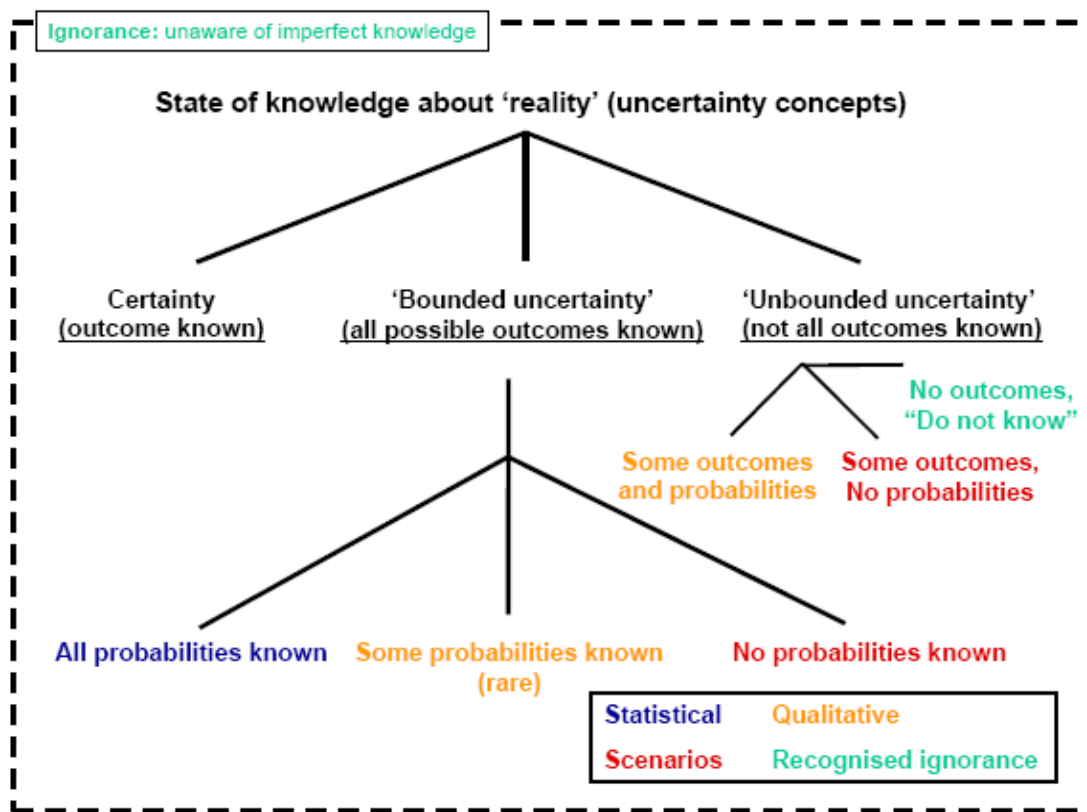 Ignorance: unaware of imperfect knowledge
State of knowledge about ‘reality’ (uncertainty concepts)
Certainty
(outcome known)
‘Bounded uncertainty’
(all possible outcomes known)
‘Unbounded uncertainty’
(not all outcomes known)
No outcomes,
“Do not know”
Some outcomes
and probabilities
Some outcomes,
No probabilities
All probabilities known
Some probabilities known
(rare)
No probabilities known
Statistical
Qualitative
Scenarios
Recognised ignorance